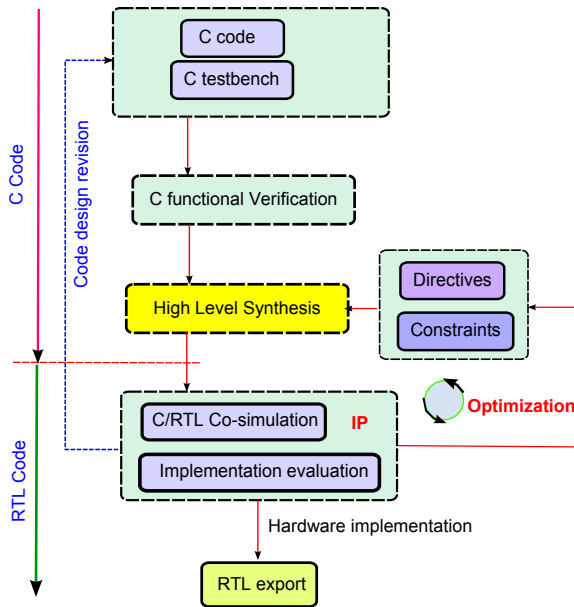 C code
C testbench
C Code
Code design revision
C functional Verification
High Level Synthesis
Directives
Constraints
C/RTL Co-simulation
IP
Optimization
Implementation evaluation
RTL Code
Hardware implementation
RTL export